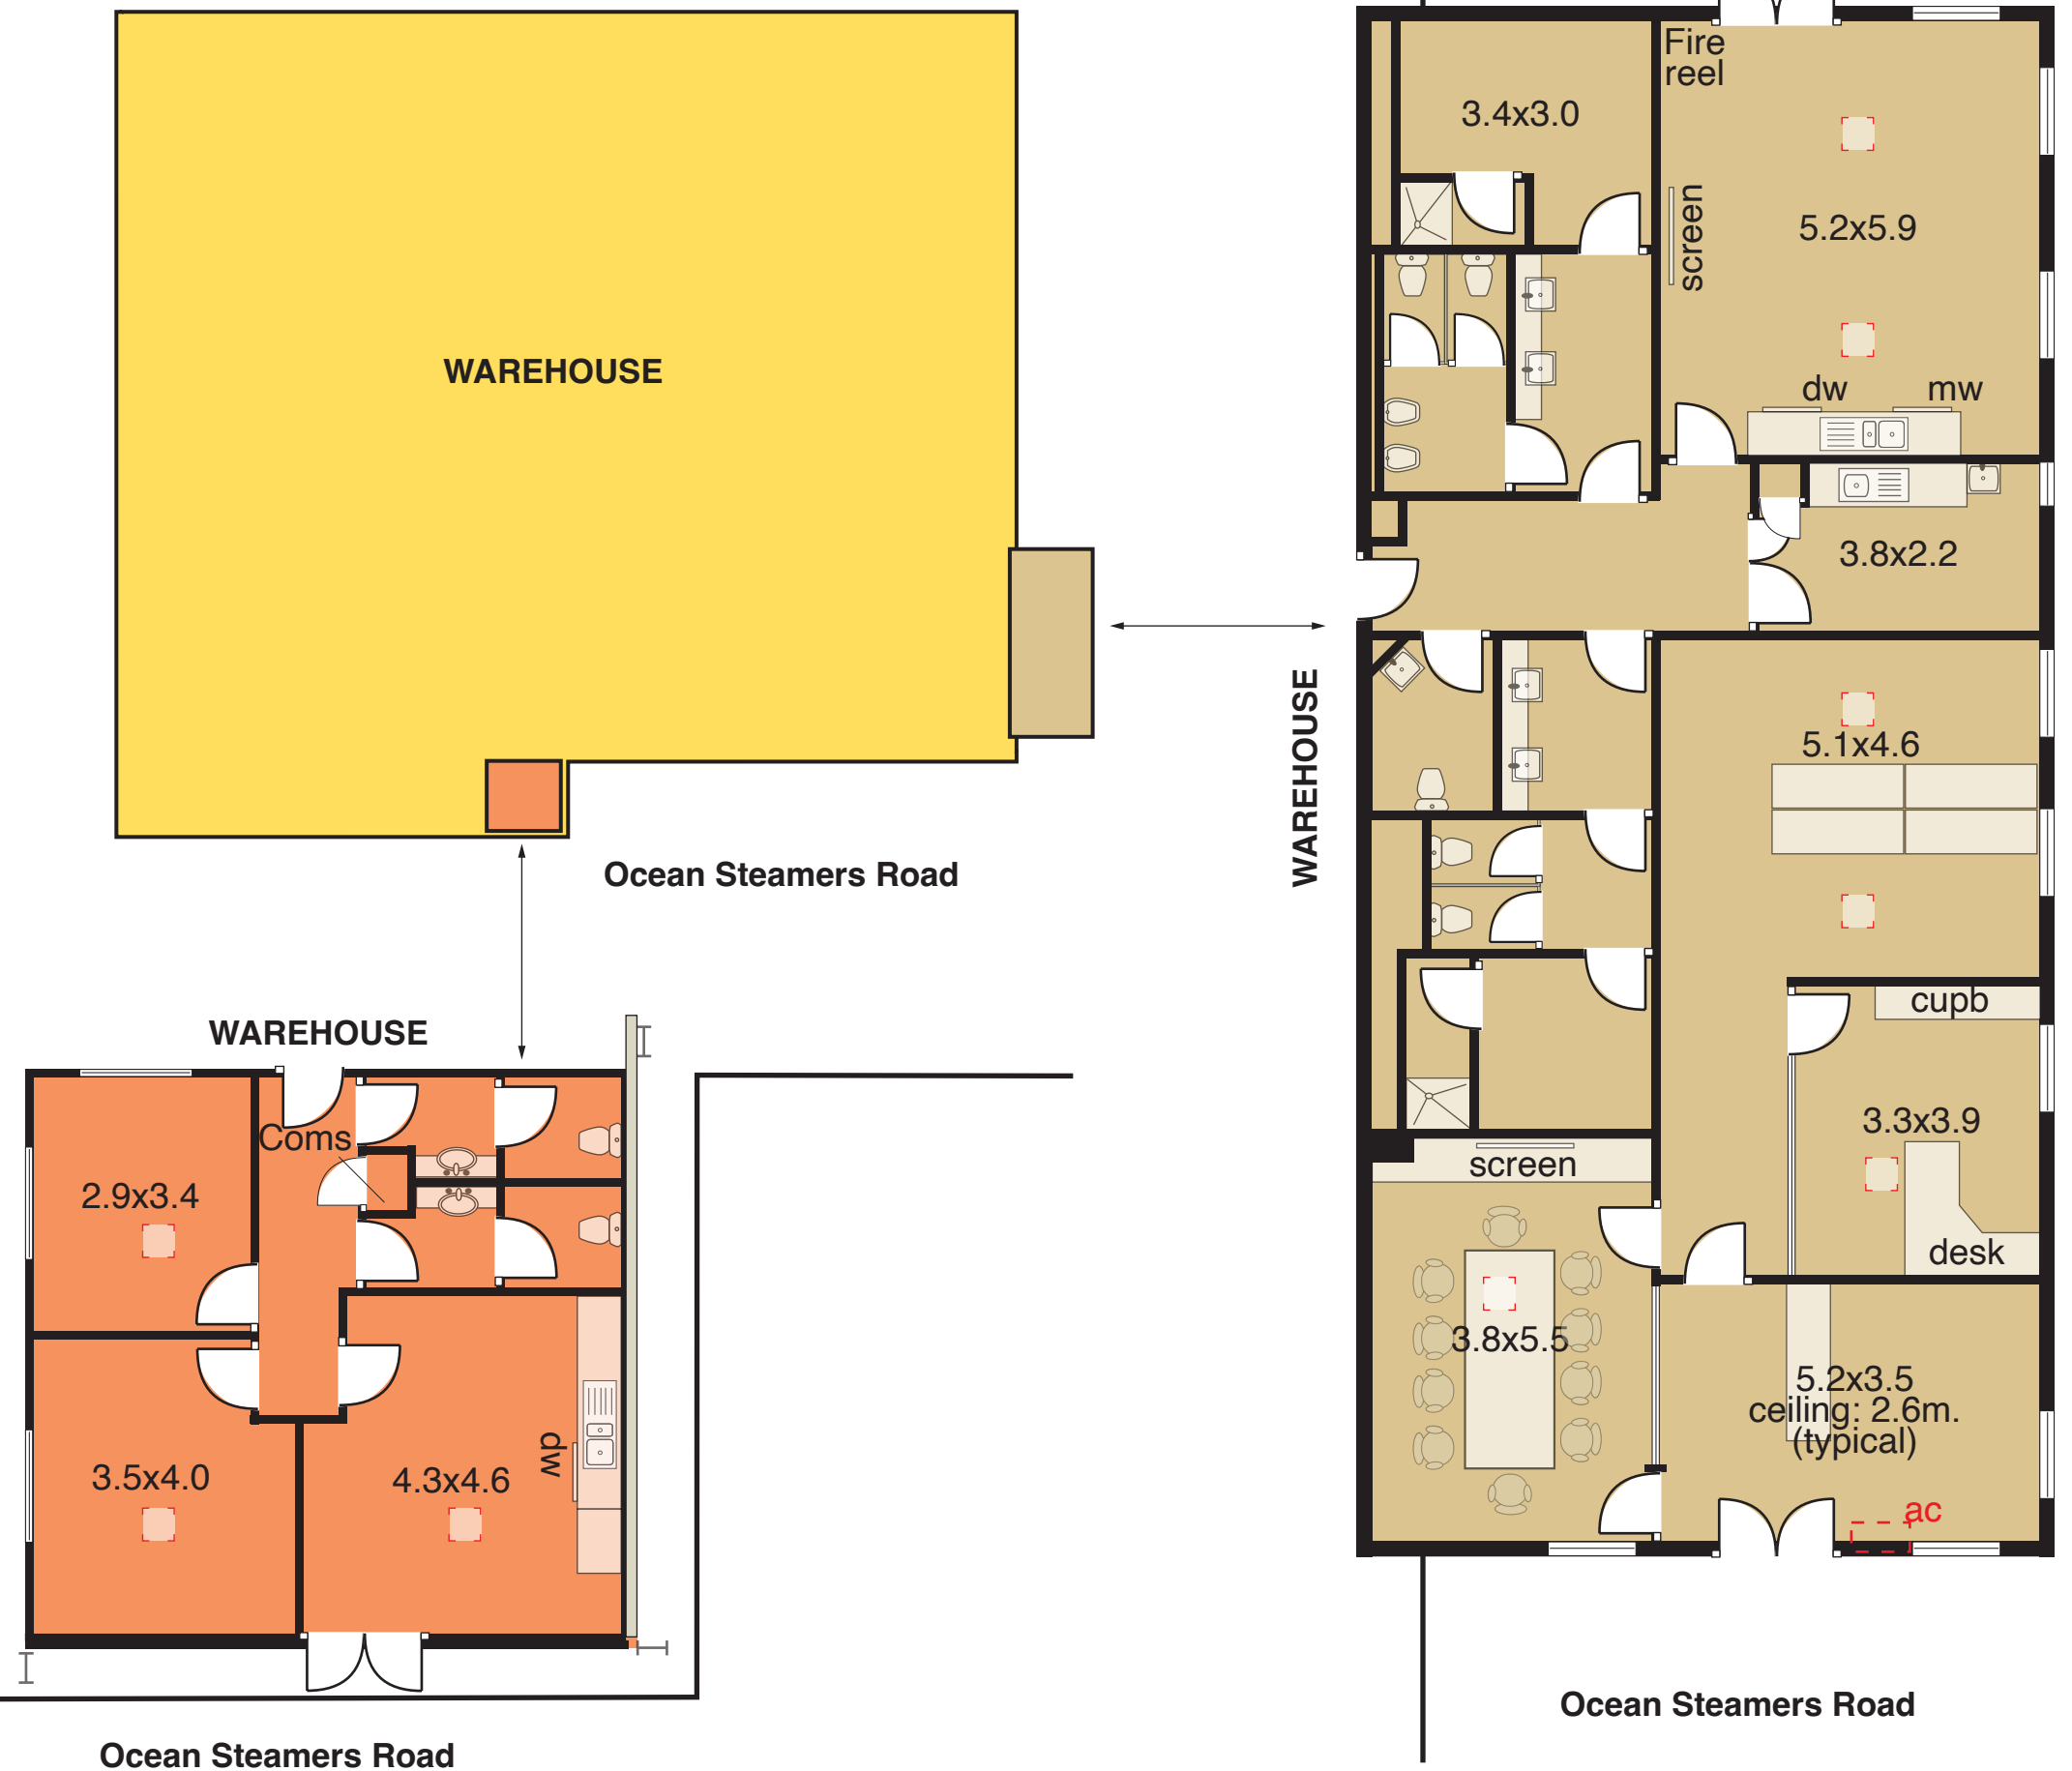 WAREHOUSE
Ocean Steamers Road
WAREHOUSE
Coms
2.9x3.4
3.5x4.0
4.3x4.6
dw
Ocean Steamers Road
WAREHOUSE
Fire
reel
3.4x3.0
screen
5.2x5.9
dw
mw
3.8x2.2
5.1x4.6
cupb
3.3x3.9
desk
screen
3.8x5.5
5.2x3.5
ceiling: 2.6m.
(typical)
ac
Ocean Steamers Road